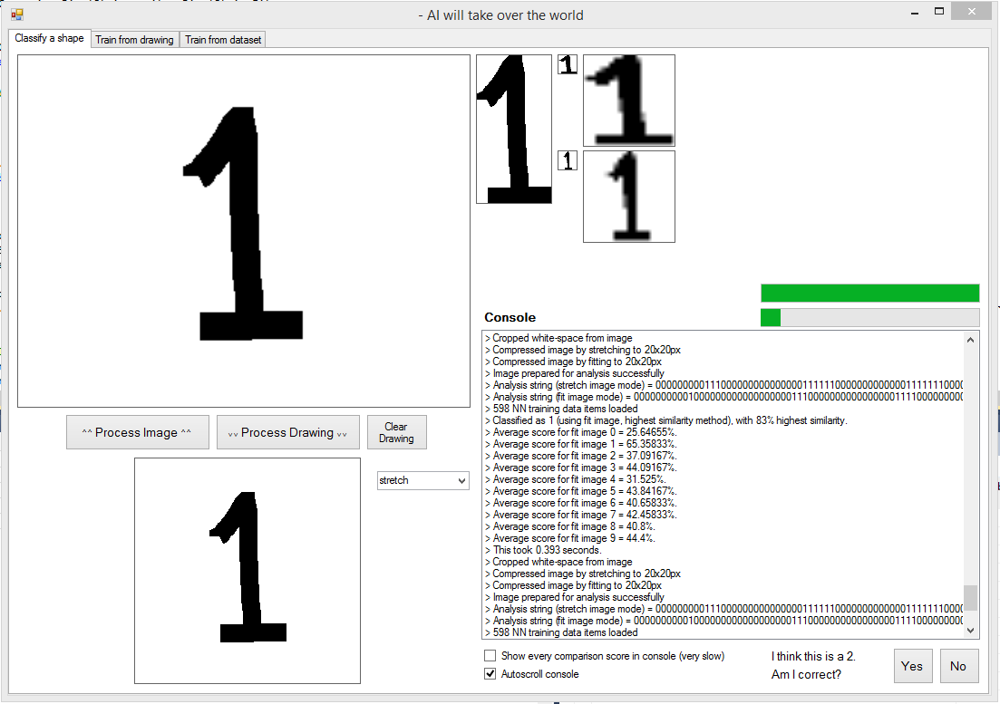 - AI will take over the world
Classify a shape Train from drawing Train from dataset
1
1
1
1
1
1
^^ Process Image ^^ vv Process Drawing vv Clear Drawing
stretch
1
Console
> Cropped white-space from image
> Compressed image by stretching to 20x20px
> Compressed image by fitting to 20x20px
> Image prepared for analysis successfully
> Analysis string (stretch image mode) =
> Analysis string (fit image mode) =
> 598 NN training data items loaded
> Classified as 1 (using fit image, highest similarity method), with 83% highest similarity.
> Average score for fit image 0 = 25.64655%.
> Average score for fit image 1 = 65.35833%.
> Average score for fit image 2 = 37.09167%.
> Average score for fit image 3 = 44.09167%.
> Average score for fit image 4 = 31.525%.
> Average score for fit image 5 = 43.84167%.
> Average score for fit image 6 = 40.65833%.
> Average score for fit image 7 = 42.45833%.
> Average score for fit image 8 = 40.8%.
> Average score for fit image 9 = 44.4%.
> This took 0.393 seconds.
> Cropped white-space from image
> Compressed image by stretching to 20x20px
> Compressed image by fitting to 20x20px
> Image prepared for analysis successfully
> Analysis string (stretch image mode) =
> Analysis string (fit image mode) =
> 598 NN training data items loaded
Show every comparison score in console (very slow)
Autoscroll console
I think this is a 2.
Am I correct?
Yes No